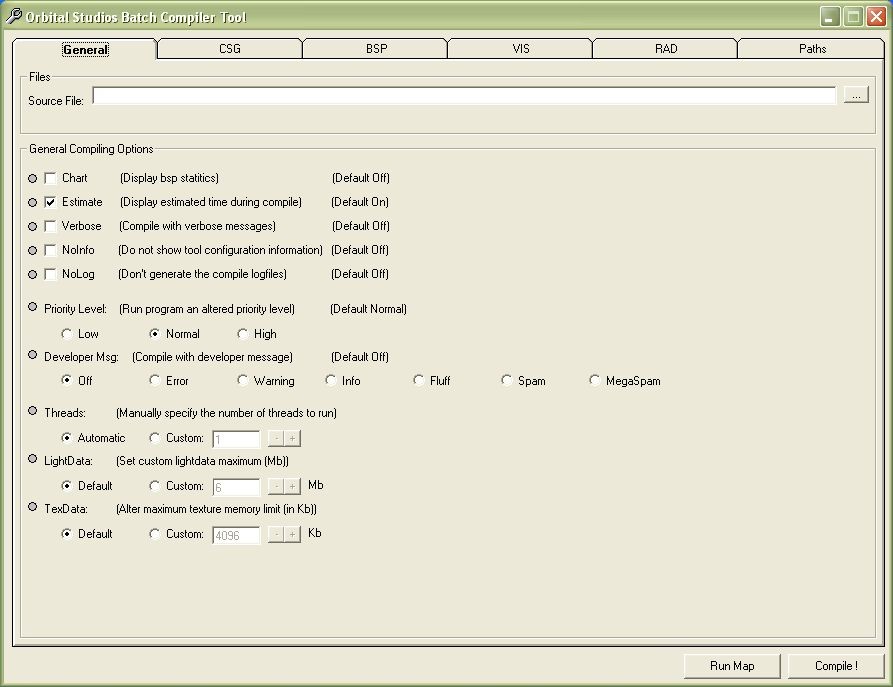 Orbital Studios Batch Compiler Tool
General CSG BSP VIS RAD Paths
Files
Source File: ...
General Compiling Options
Chart (Display bsp statitics) (Default Off)
Estimate (Display estimated time during compile) (Default On)
Verbose (Compile with verbose messages) (Default Off)
NoInfo (Do not show tool configuration information) (Default Off)
NoLog (Don't generate the compile logfiles) (Default Off)
Priority Level: (Run program an altered priority level) (Default Normal)
Low Normal High
Developer Msg: (Compile with developer message) (Default Off)
Off Error Warning Info Fluff Spam MegaSpam
Threads: (Manually specify the number of threads to run)
Automatic Custom: 1 - +
LightData: (Set custom lightdata maximum (Mb))
Default Custom: 6 - + Mb
TexData: (Alter maximum texture memory limit (in Kb))
Default Custom: 4096 - + Kb
Run Map Compile !